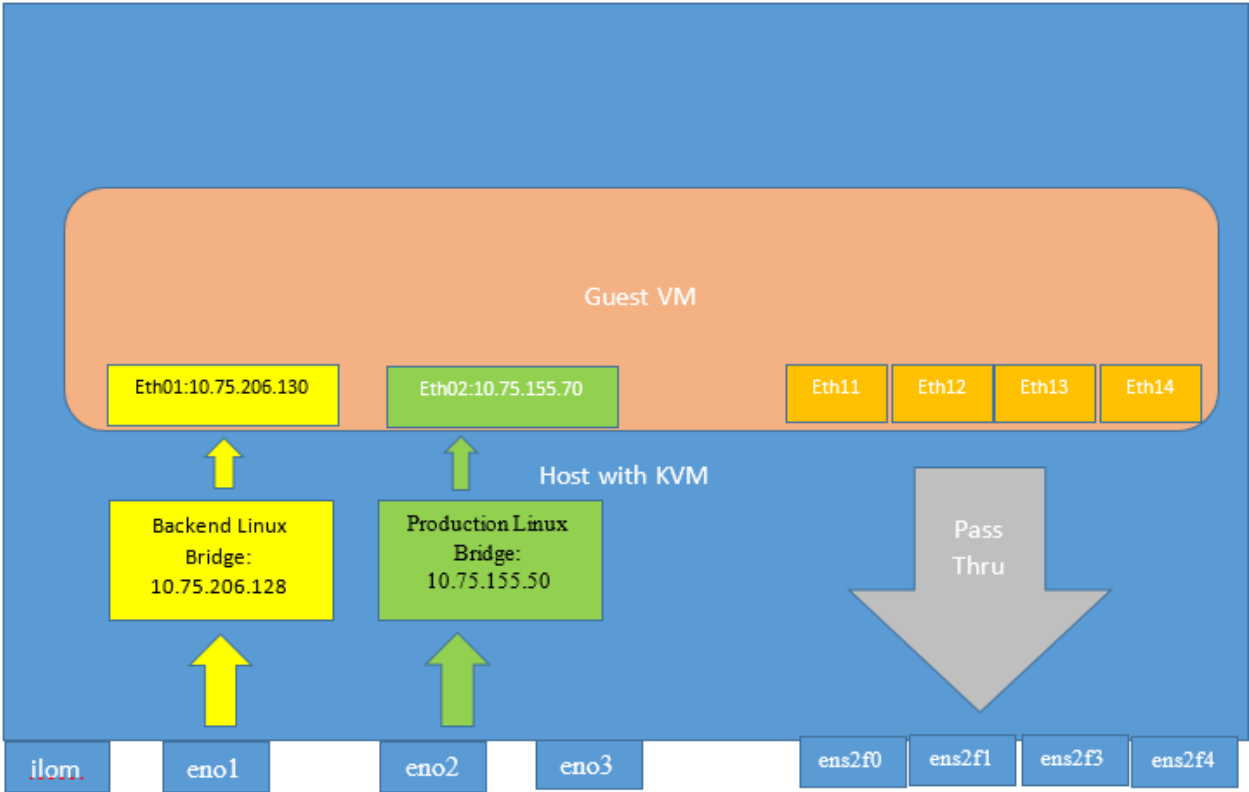 Guest VM
Eth01:10.75.206.130
Eth02:10.75.155.70
Eth11
Eth12
Eth13
Eth14
Host with KVM
Backend Linux
Bridge:
10.75.206.128
Production Linux
Bridge:
10.75.155.50
Pass
Thru
ilom
eno1
eno2
eno3
ens2f0
ens2f1
ens2f3
ens2f4